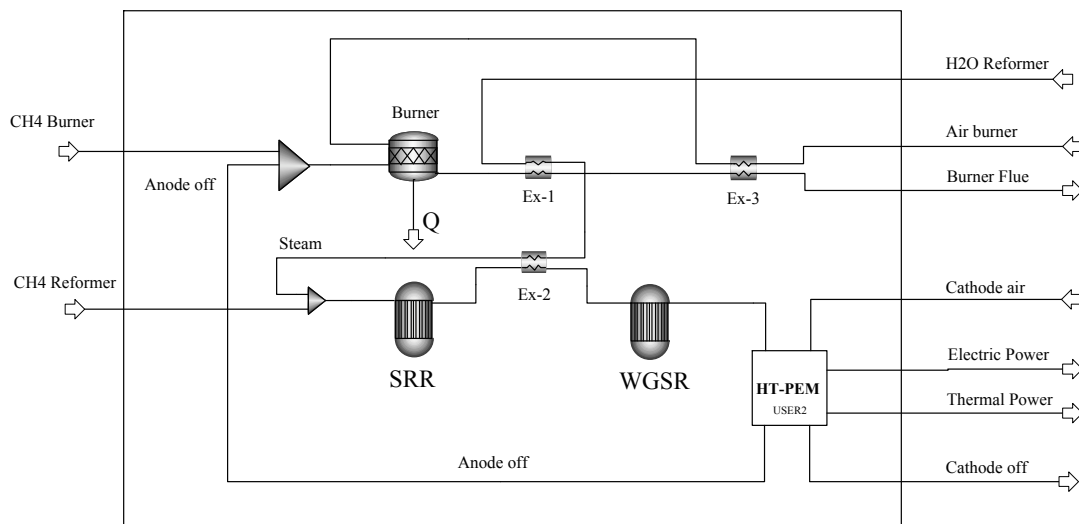 H2O Reformer
Burner
CH4 Burner
Air burner
Anode off
Burner Flue
Ex-1
Ex-3
Q
Steam
CH4 Reformer
Ex-2
Cathode air
SRR
WGSR
Electric Power
HT-PEM
Thermal Power
USER2
Anode off
Cathode off